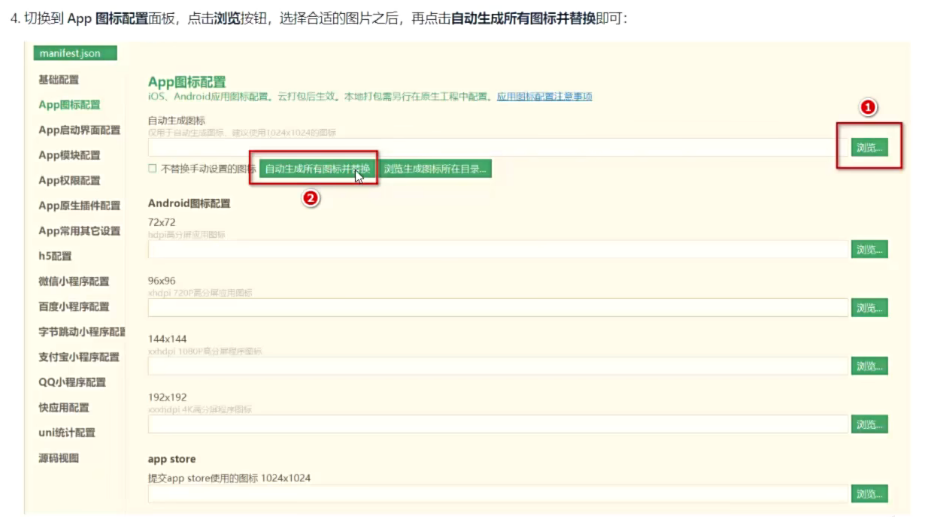 4. 切换到 App 图标配置面板，点击浏览按钮，选择合适的图片之后，再点击自动生成所有图标并替换即可：
manifest.json
基础配置
App图标配置
App启动界面配置
App模块配置
App权限配置
App原生插件配置
App常用其它设置
h5配置
微信小程序配置
百度小程序配置
字节跳动小程序配置
支付宝小程序配置
QQ小程序配置
快应用配置
uni统计配置
源码视图
App图标配置
iOS、Android应用图标配置。云打包后生效。本地打包需另行在原生工程中配置。应用图标配置注意事项
自动生成图标
仅用于自动生成图标，建议使用1024x1024的图标
浏览...
1
不替换手动设置的图标 自动生成所有图标并替换 浏览生成图标所在目录...
2
Android图标配置
72x72
hdpi高分屏应用图标
浏览...
96x96
xhdpi 720P高分屏应用图标
浏览...
144x144
xxhdpi 1080P高分屏程序图标
浏览...
192x192
xxxhdpi 4K高分屏程序图标
浏览...
app store
提交app store使用的图标 1024x1024
浏览...